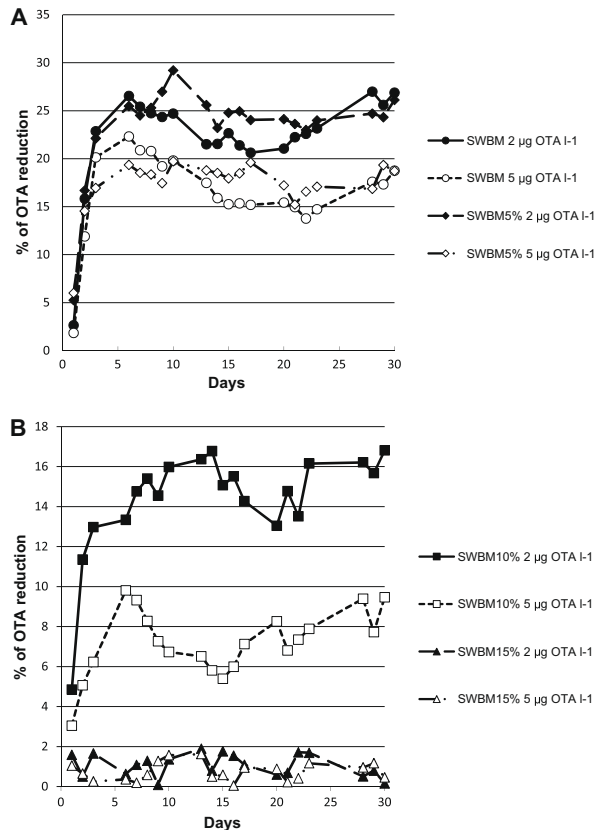 A
% of OTA reduction
35
30
25
20
15
10
5
0
0 5 10 15 20 25 30
Days
SWBM 2 µg OTA l-1
SWBM 5 µg OTA l-1
SWBM5% 2 µg OTA l-1
SWBM5% 5 µg OTA l-1
B
% of OTA reduction
18
16
14
12
10
8
6
4
2
0
0 5 10 15 20 25 30
Days
SWBM10% 2 µg OTA l-1
SWBM10% 5 µg OTA l-1
SWBM15% 2 µg OTA l-1
SWBM15% 5 µg OTA l-1